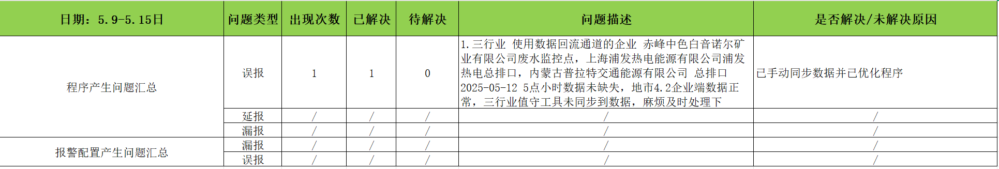 日期：5.9-5.15日 问题类型 出现次数 已解决 待解决 问题描述 是否解决/未解决原因
程序产生问题汇总
误报 1 1 0
1.三行业 使用数据回流通道的企业 赤峰中色白音诺尔矿
业有限公司废水监控点，上海浦发热电能源有限公司浦发
热电总排口，内蒙古普拉特交通能源有限公司 总排口
2025-05-12 5点小时数据未缺失，地市4.2企业端数据正
常，三行业值守工具未同步到数据，麻烦及时处理下
已手动同步数据并已优化程序
延报 / / / / /
漏报 / / / / /
报警配置产生问题汇总
漏报 / / / / /
误报 / / / / /